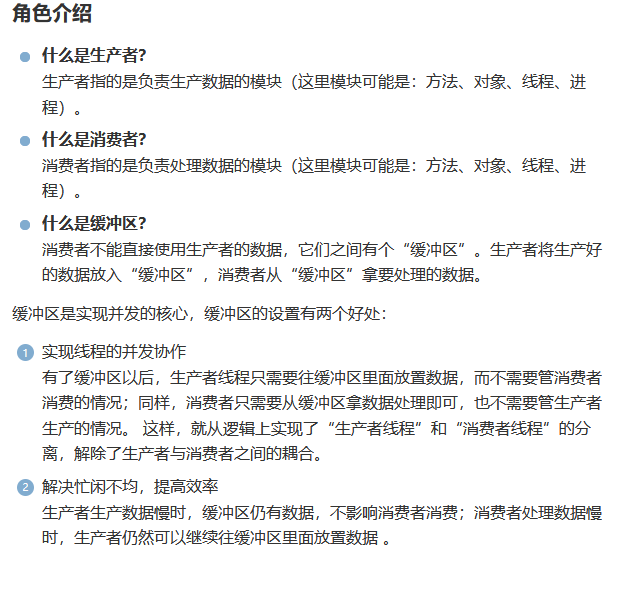 角色介绍
什么是生产者?
生产者指的是负责生产数据的模块（这里模块可能是：方法、对象、线程、进
程）。
什么是消费者?
消费者指的是负责处理数据的模块（这里模块可能是：方法、对象、线程、进
程）。
什么是缓冲区?
消费者不能直接使用生产者的数据，它们之间有个“缓冲区”。生产者将生产好
的数据放入“缓冲区”，消费者从“缓冲区”拿要处理的数据。
缓冲区是实现并发的核心，缓冲区的设置有两个好处：
1 实现线程的并发协作
有了缓冲区以后，生产者线程只需要往缓冲区里面放置数据，而不需要管消费者
消费的情况；同样，消费者只需要从缓冲区拿数据处理即可，也不需要管生产者
生产的情况。 这样，就从逻辑上实现了“生产者线程”和“消费者线程”的分
离，解除了生产者与消费者之间的耦合。
2 解决忙闲不均，提高效率
生产者生产数据慢时，缓冲区仍有数据，不影响消费者消费；消费者处理数据慢
时，生产者仍然可以继续往缓冲区里面放置数据 。